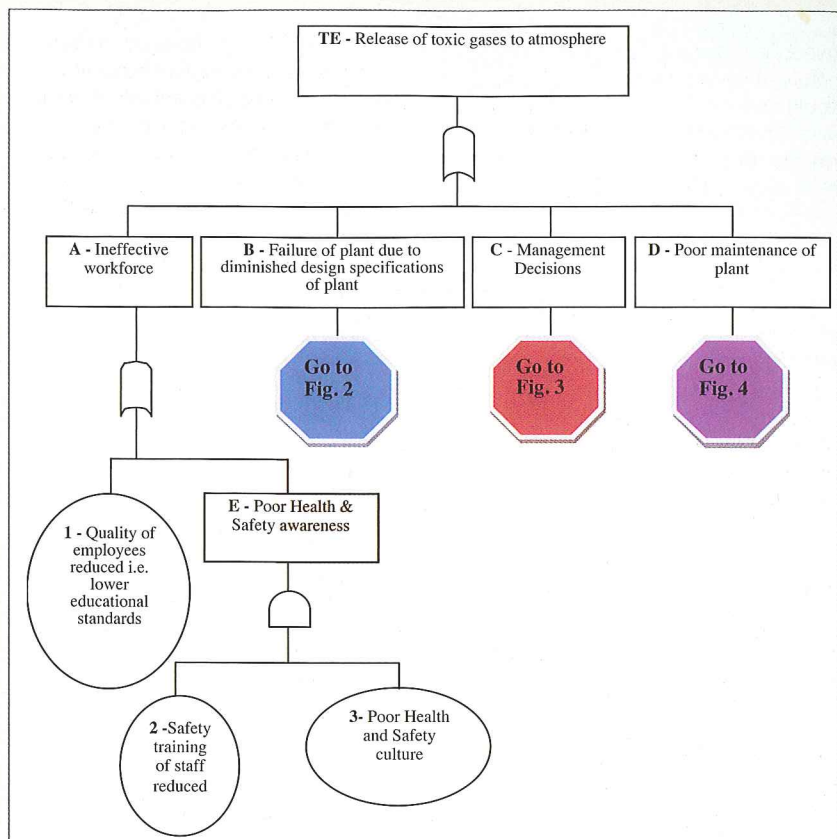 TE - Release of toxic gases to atmosphere
A - Ineffective
workforce
B - Failure of plant due to
diminished design specifications
of plant
C - Management
Decisions
D - Poor maintenance of
plant
Go to
Fig. 2
Go to
Fig. 3
Go to
Fig. 4
1 - Quality of
employees
reduced i.e.
lower
educational
standards
E - Poor Health &
Safety awareness
2 -Safety
training
of staff
reduced
3- Poor Health
and Safety
culture